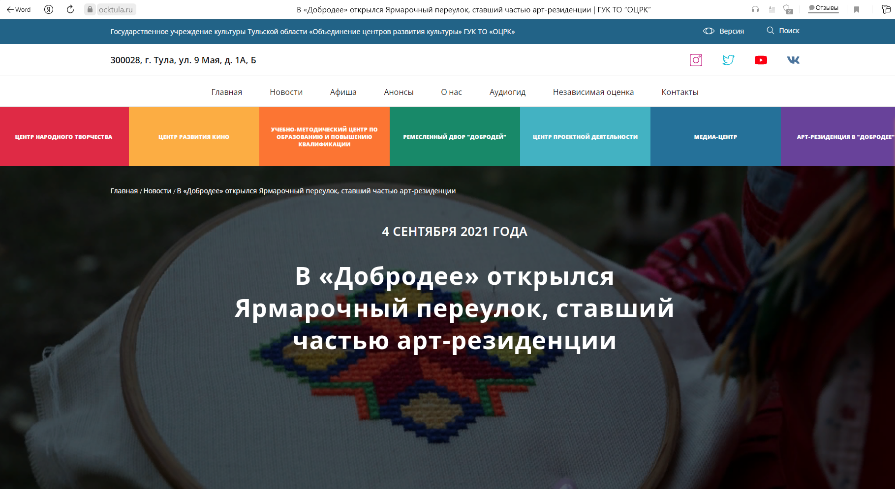 Word
ocktula.ru
В «Добродее» открылся Ярмарочный переулок, ставший частью арт-резиденции | ГУК ТО "ОЦРК"
Отзывы
Государственное учреждение культуры Тульской области «Объединение центров развития культуры» ГУК ТО «ОЦРК»
Версия
Поиск
300028, г. Тула, ул. 9 Мая, д. 1А, Б
Главная
Новости
Афиша
Анонсы
О нас
Аудиогид
Независимая оценка
Контакты
ЦЕНТР НАРОДНОГО ТВОРЧЕСТВА
ЦЕНТР РАЗВИТИЯ КИНО
УЧЕБНО-МЕТОДИЧЕСКИЙ ЦЕНТР ПО
ОБРАЗОВАНИЮ И ПОВЫШЕНИЮ
КВАЛИФИКАЦИИ
РЕМЕСЛЕННЫЙ ДВОР "ДОБРОДЕЙ"
ЦЕНТР ПРОЕКТНОЙ ДЕЯТЕЛЬНОСТИ
МЕДИА-ЦЕНТР
АРТ-РЕЗИДЕНЦИЯ В "ДОБРОДЕЕ"
Главная / Новости / В «Добродее» открылся Ярмарочный переулок, ставший частью арт-резиденции
4 СЕНТЯБРЯ 2021 ГОДА
В «Добродее» открылся
Ярмарочный переулок, ставший
частью арт-резиденции